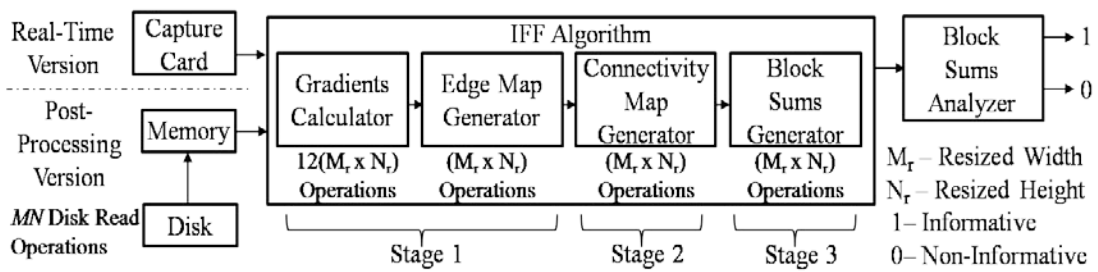 Real-Time
Version
Capture
Card
Post-
Processing
Version
Memory
MN Disk Read
Operations
Disk
IFF Algorithm
Gradients
Calculator
12(Mr x Nr)
Operations
Edge Map
Generator
(Mr x Nr)
Operations
Connectivity
Map
Generator
(Mr x Nr)
Operations
Block
Sums
Generator
(Mr x Nr)
Operations
Stage 1
Stage 2
Stage 3
Block
Sums
Analyzer
1
0
Mr – Resized Width
Nr – Resized Height
1– Informative
0– Non-Informative